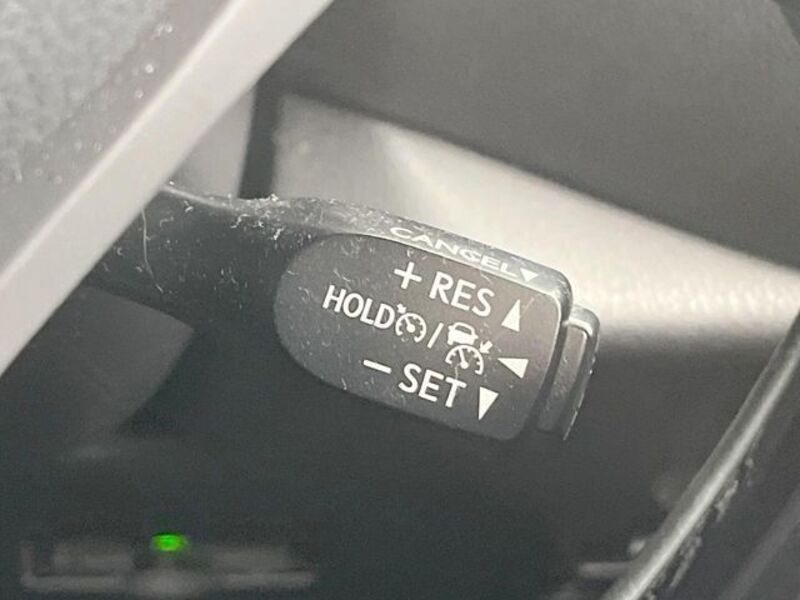 CANCEL▼
+ RES ▲
HOLD /
− SET ▼